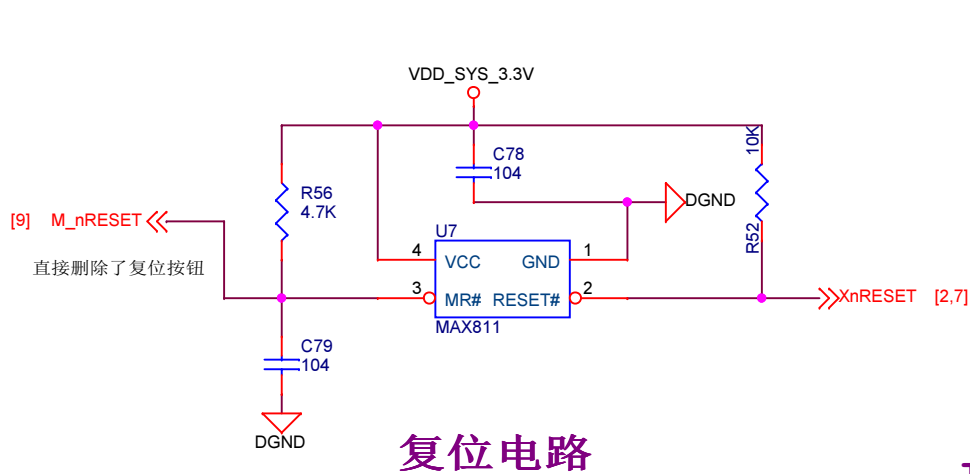 VDD_SYS_3.3V
10K
C78
104
R56
4.7K
DGND
[9] M_nRESET
R52
U7
4
1
VCC
GND
直接删除了复位按钮
3
2
MR#
RESET#
XnRESET [2,7]
MAX811
C79
104
DGND
复位电路